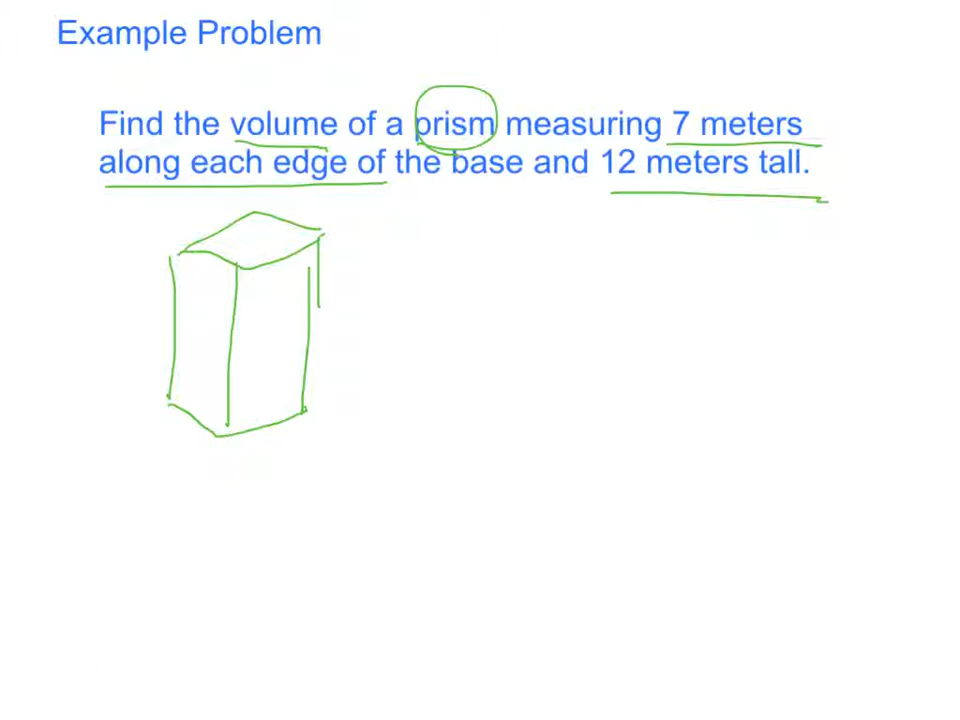 Example Problem
Find the volume of a prism measuring 7 meters
along each edge of the base and 12 meters tall.